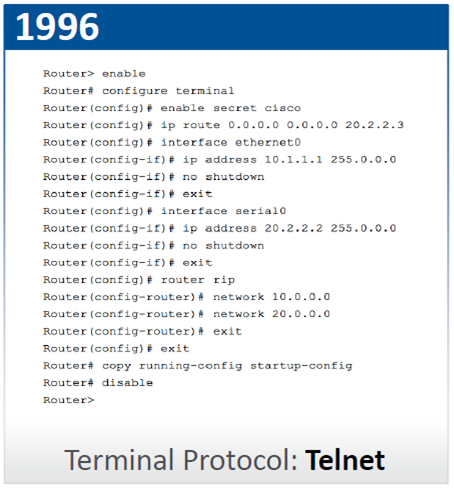 1996
Router> enable
Router# configure terminal
Router(config)# enable secret cisco
Router(config)# ip route 0.0.0.0 0.0.0.0 20.2.2.3
Router(config)# interface ethernet0
Router(config-if)# ip address 10.1.1.1 255.0.0.0
Router(config-if)# no shutdown
Router(config-if)# exit
Router(config)# interface serial0
Router(config-if)# ip address 20.2.2.2 255.0.0.0
Router(config-if)# no shutdown
Router(config-if)# exit
Router(config)# router rip
Router(config-router)# network 10.0.0.0
Router(config-router)# network 20.0.0.0
Router(config-router)# exit
Router(config)# exit
Router# copy running-config startup-config
Router# disable
Router>
Terminal Protocol: Telnet